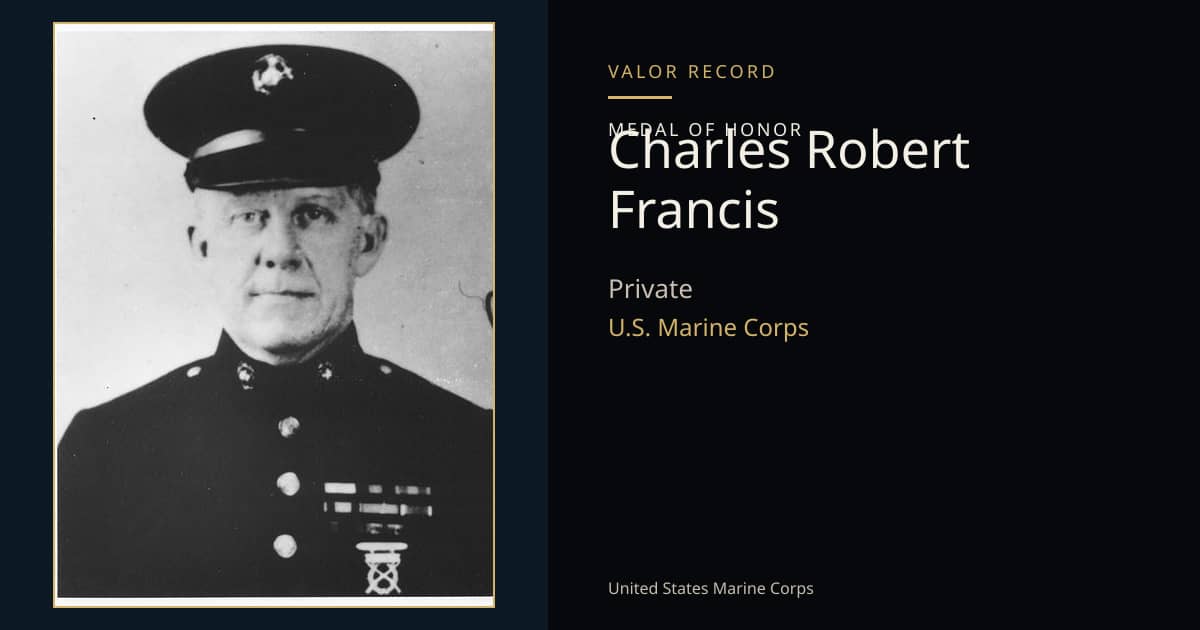 VALOR RECORD
MEDAL OF HONOR
Charles Robert
Francis
Private
U.S. Marine Corps
United States Marine Corps